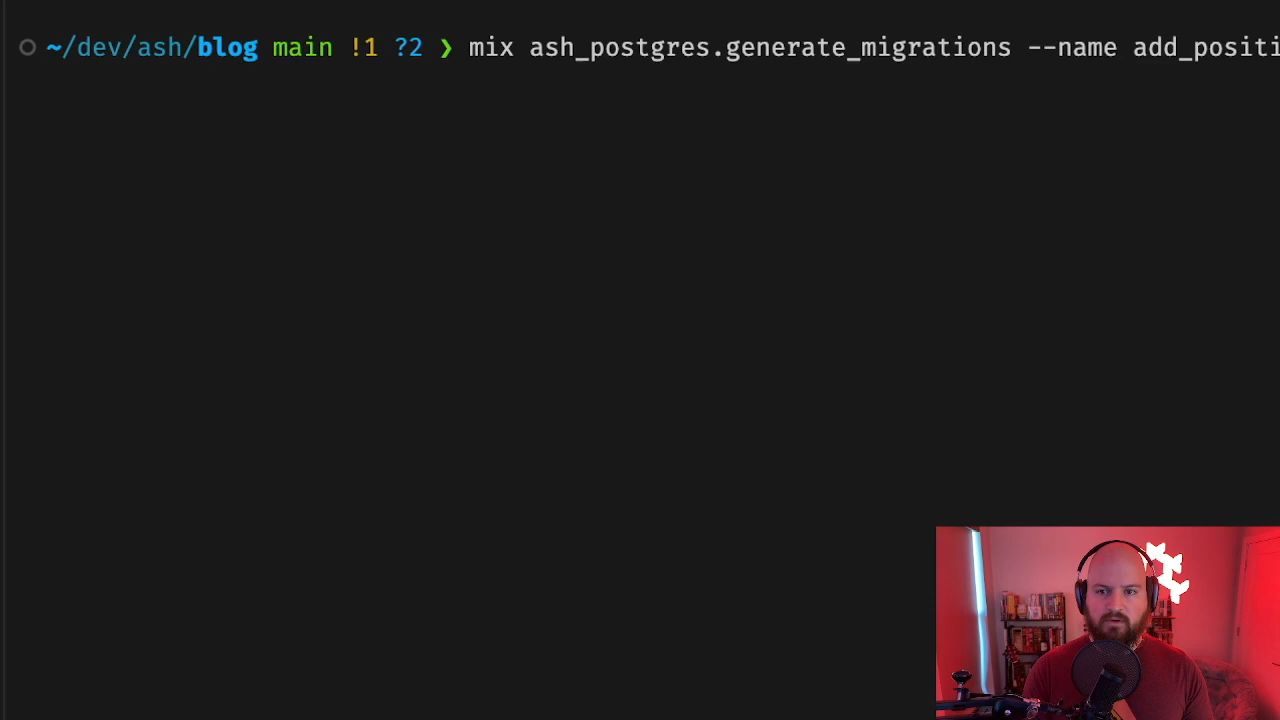 ~/dev/ash/blog main !1 ?2 ❯ mix ash_postgres.generate_migrations --name add_positi